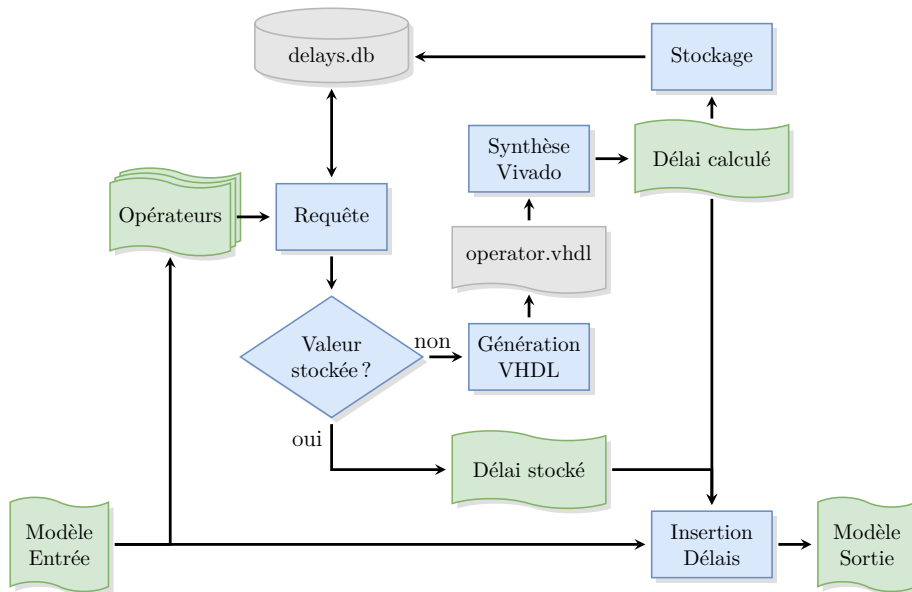 delays.db
Stockage
Synthèse
Vivado
Délai calculé
Opérateurs
Requête
operator.vhdl
Valeur
stockée ?
non
Génération
VHDL
oui
Délai stocké
Modèle
Entrée
Insertion
Délais
Modèle
Sortie